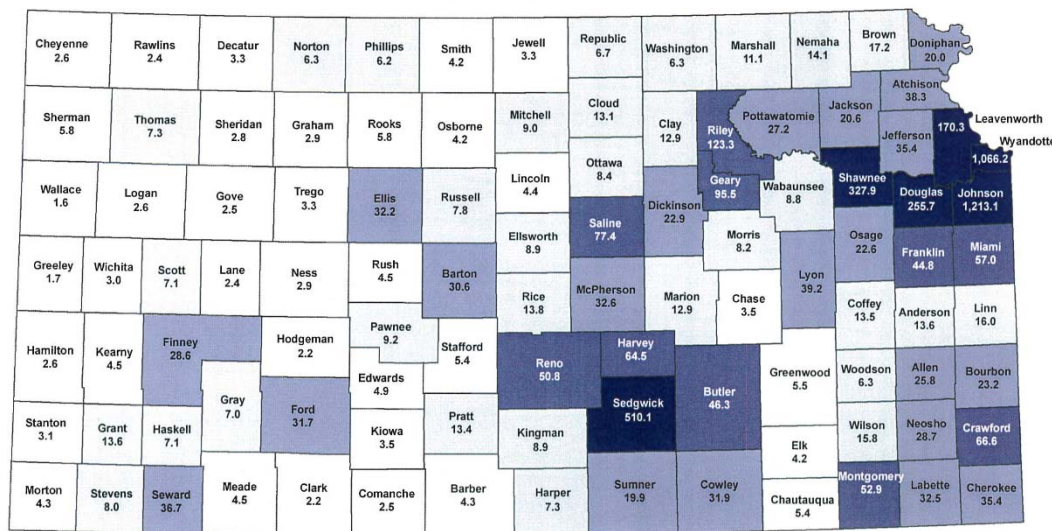 Cheyenne
2.6
Rawlins
2.4
Decatur
3.3
Norton
6.3
Phillips
6.2
Smith
4.2
Jewell
3.3
Republic
6.7
Washington
6.3
Marshall
11.1
Nemaha
14.1
Brown
17.2
Doniphan
20.0
Atchison
38.3
Sherman
5.8
Thomas
7.3
Sheridan
2.8
Graham
2.9
Rooks
5.8
Osborne
4.2
Mitchell
9.0
Cloud
13.1
Clay
12.9
Riley
123.3
Pottawatomie
27.2
Jackson
20.6
Jefferson
35.4
170.3
Leavenworth
Wyandotte
1,066.2
Wallace
1.6
Logan
2.6
Gove
2.5
Trego
3.3
Ellis
32.2
Russell
7.8
Lincoln
4.4
Ottawa
8.4
Saline
77.4
Dickinson
22.9
Geary
95.5
Wabaunsee
8.8
Shawnee
327.9
Douglas
255.7
Johnson
1,213.1
Ellsworth
8.9
Morris
8.2
Osage
22.6
Franklin
44.8
Miami
57.0
Greeley
1.7
Wichita
3.0
Scott
7.1
Lane
2.4
Ness
2.9
Rush
4.5
Barton
30.6
Rice
13.8
McPherson
32.6
Marion
12.9
Chase
3.5
Lyon
39.2
Coffey
13.5
Anderson
13.6
Linn
16.0
Hamilton
2.6
Kearny
4.5
Finney
28.6
Hodgeman
2.2
Pawnee
9.2
Stafford
5.4
Edwards
4.9
Reno
50.8
Harvey
64.5
Sedgwick
510.1
Butler
46.3
Greenwood
5.5
Woodson
6.3
Allen
25.8
Bourbon
23.2
Stanton
3.1
Grant
13.6
Haskell
7.1
Gray
7.0
Ford
31.7
Kiowa
3.5
Pratt
13.4
Kingman
8.9
Elk
4.2
Wilson
15.8
Neosho
28.7
Crawford
66.6
Morton
4.3
Stevens
8.0
Seward
36.7
Meade
4.5
Clark
2.2
Comanche
2.5
Barber
4.3
Harper
7.3
Sumner
19.9
Cowley
31.9
Chautauqua
5.4
Montgomery
52.9
Labette
32.5
Cherokee
35.4